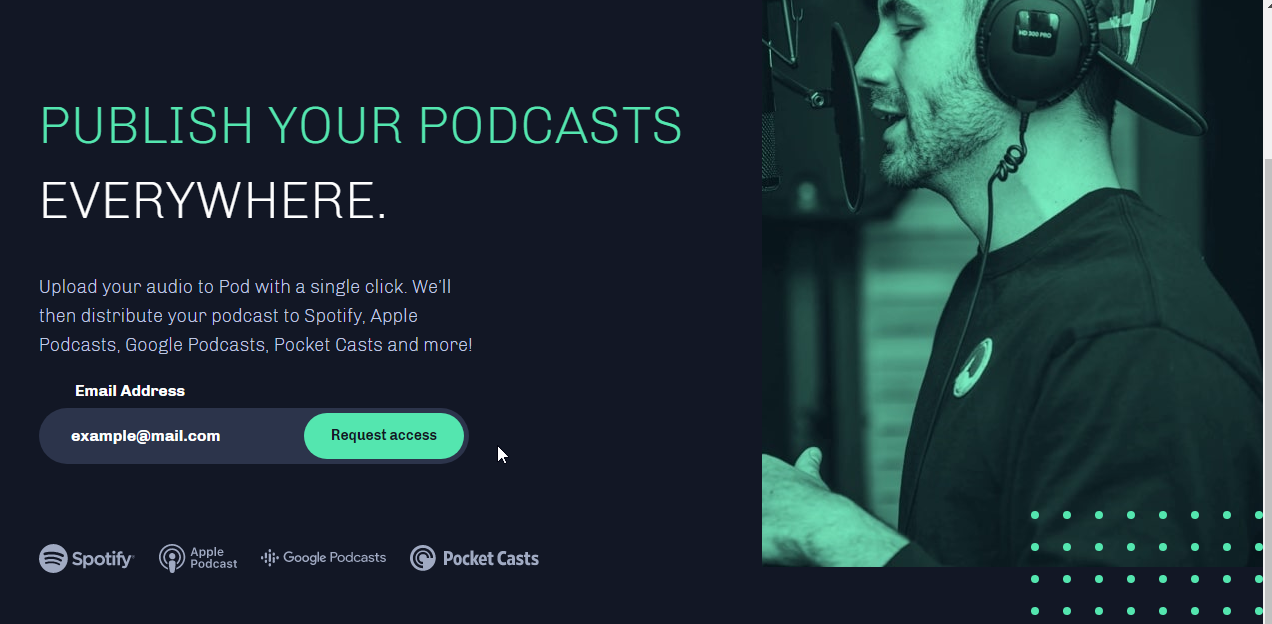 HD 300 PRO
PUBLISH YOUR PODCASTS
EVERYWHERE.
Upload your audio to Pod with a single click. We’ll
then distribute your podcast to Spotify, Apple
Podcasts, Google Podcasts, Pocket Casts and more!
Email Address
example@mail.com
Request access
Spotify
Apple
Podcast
Google Podcasts
Pocket Casts